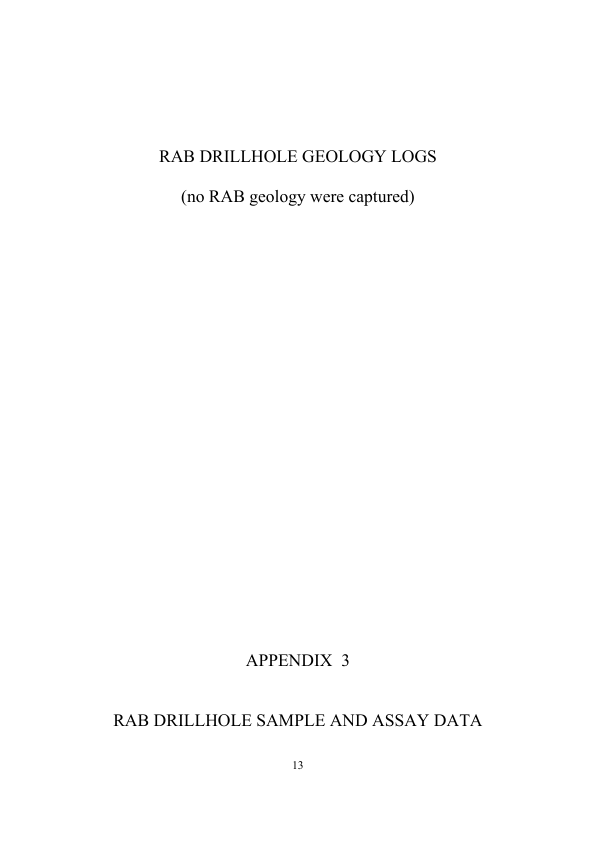 RAB DRILLHOLE GEOLOGY LOGS
(no RAB geology were captured)
APPENDIX  3
RAB DRILLHOLE SAMPLE AND ASSAY DATA
13